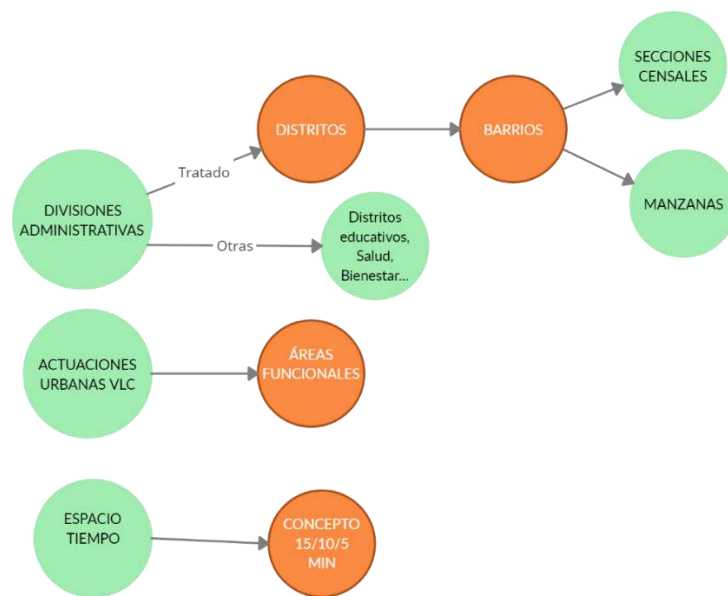 SECCIONES
CENSALES
DISTRITOS
BARRIOS
Tratado
MANZANAS
DIVISIONES
ADMINISTRATIVAS
Otras
Distritos
educativos,
Salud,
Bienestar...
ACTUACIONES
URBANAS VLC
ÁREAS
FUNCIONALES
ESPACIO
TIEMPO
CONCEPTO
15/10/5
MIN